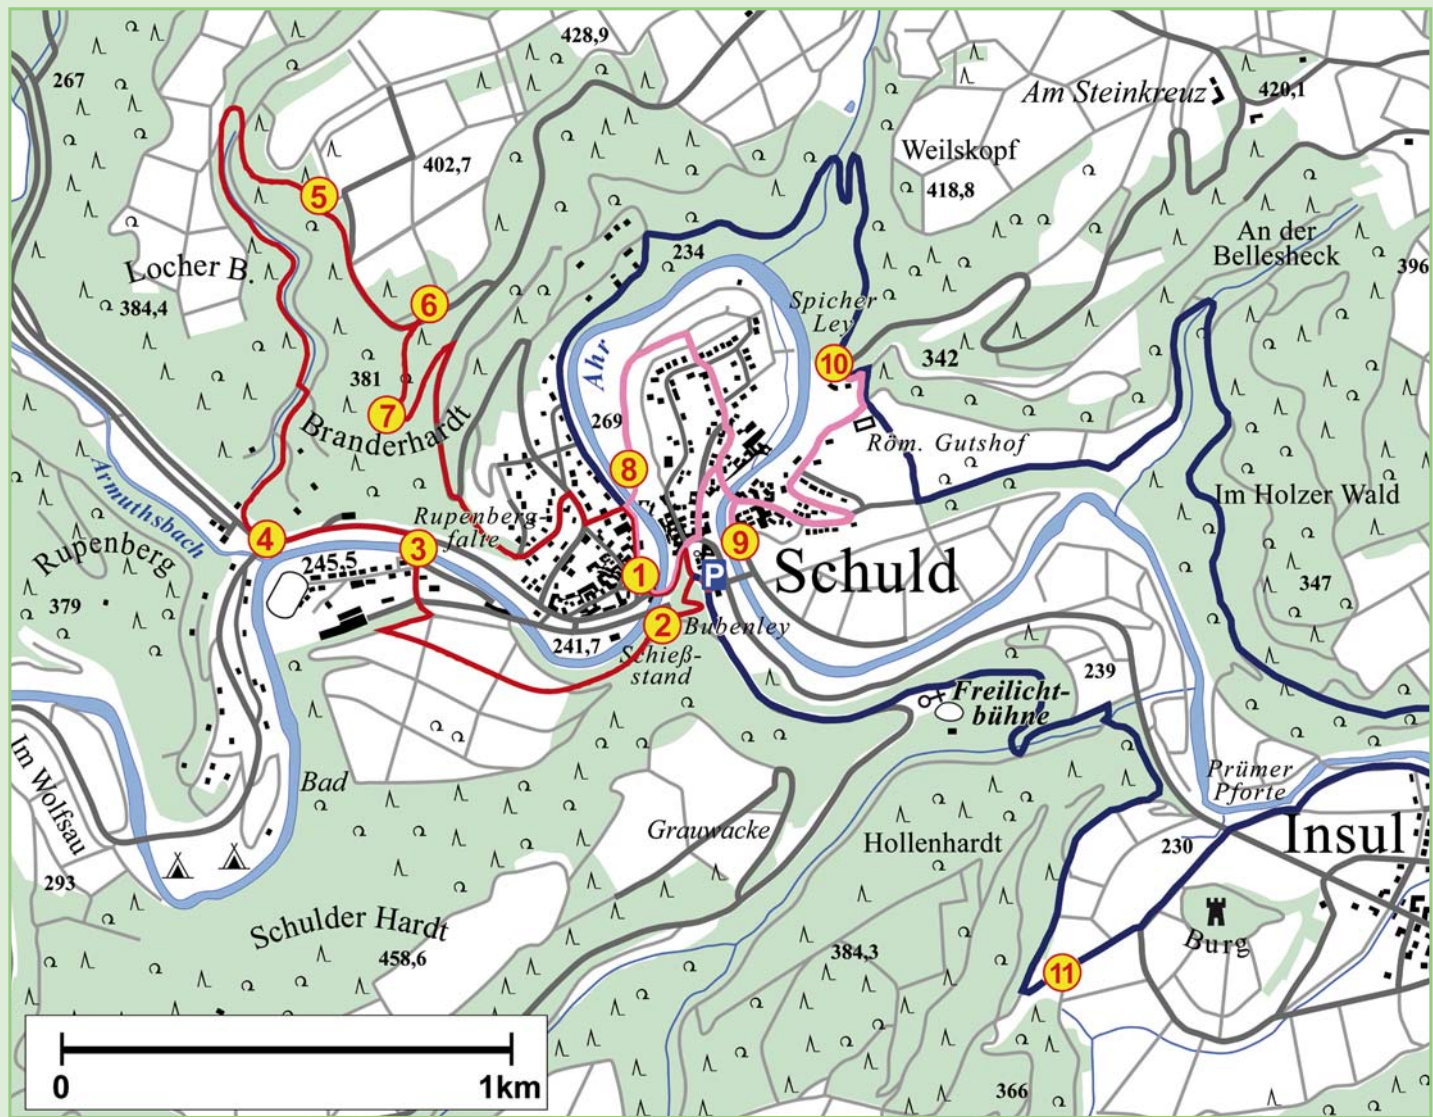 428,9
267
Am Steinkreuz
420,1
Weilskopf
402,7
418,8
5
An der
Bellesheck
234
396
Locher B.
384,4
6
Spicher
Ley
Ahr
10
342
381
7
269
Branderhardt
Röm. Gutshof
8
Armuthsbach
Im Holzer Wald
Rupenberg-
falte
Rupenberg
4
3
9
245,5
1
P
Schuld
347
379
2
Bubenley
241,7
Schieß-
stand
239
Freilicht-
bühne
Im Wolfsau
Bad
Prümer
Pforte
Grauwacke
Hollenhardt
230
Insul
293
Schulder Hardt
Burg
458,6
384,3
11
0
1km
366